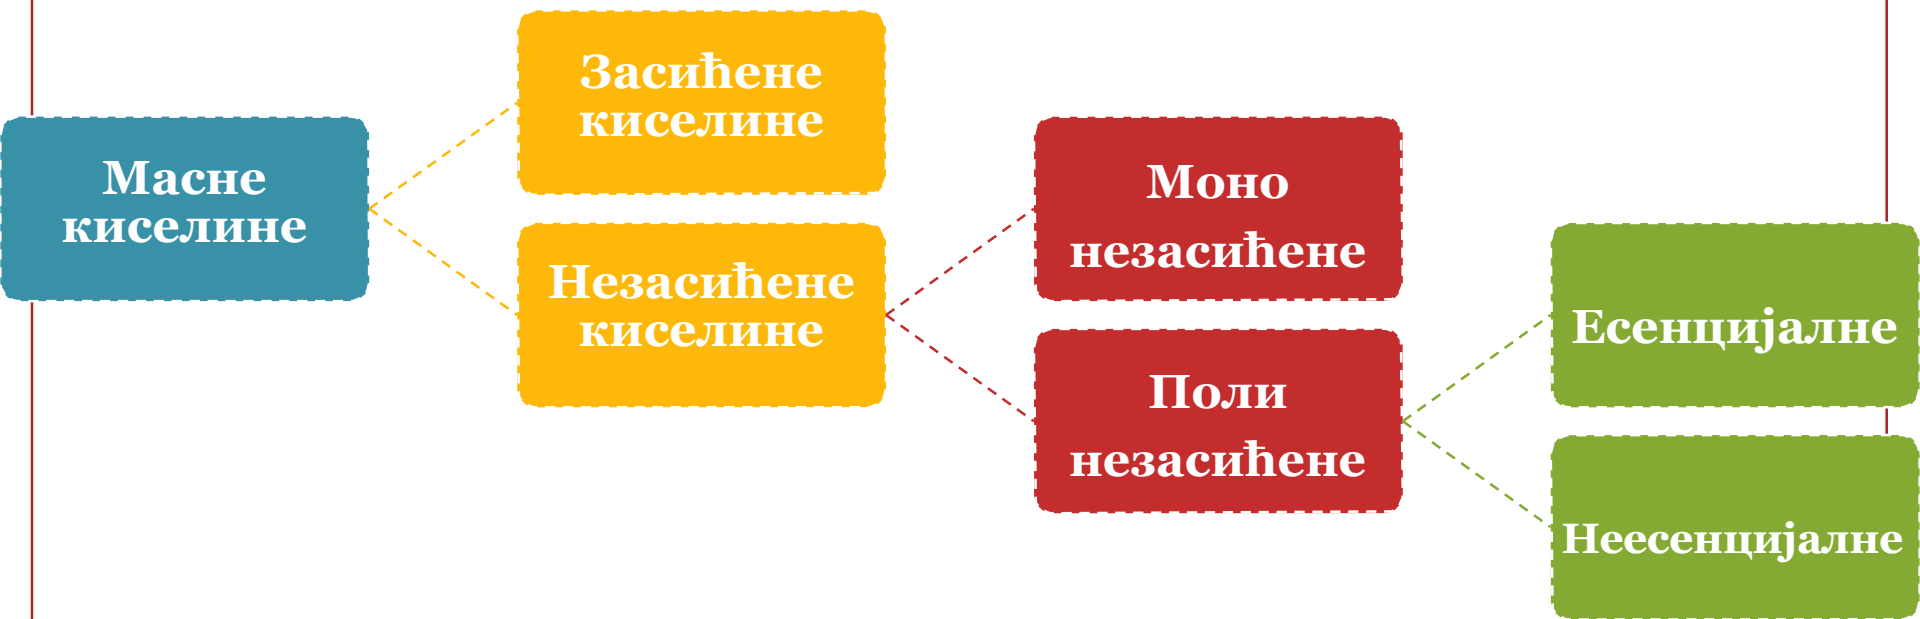 Масне
киселине
Засићене
киселине
Незасићене
киселине
Моно
незасићене
Поли
незасићене
Есенцијалне
Неесенцијалне